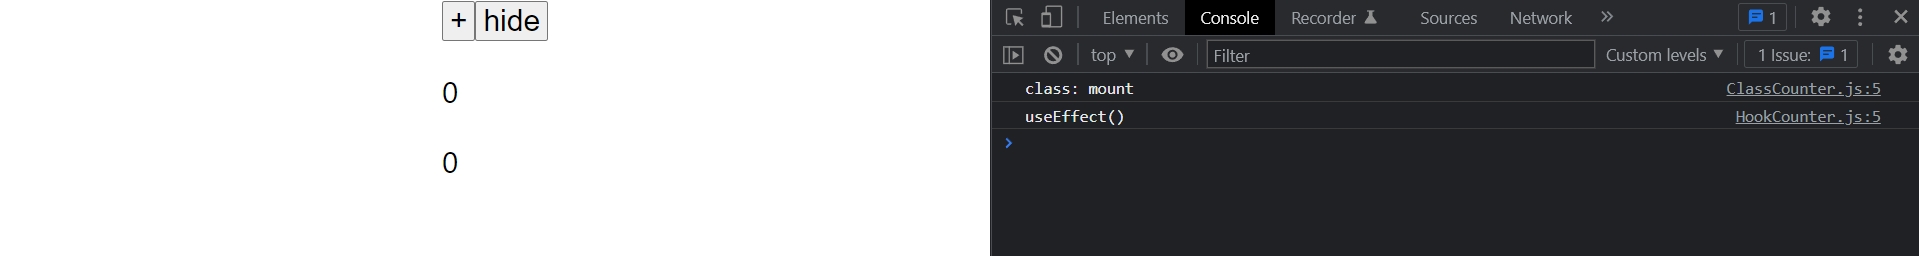 + hide
0
0
Elements Console Recorder Sources Network » 1
top ▼ Filter Custom levels ▼ 1 Issue: 1
class: mount ClassCounter.js:5
useEffect() HookCounter.js:5